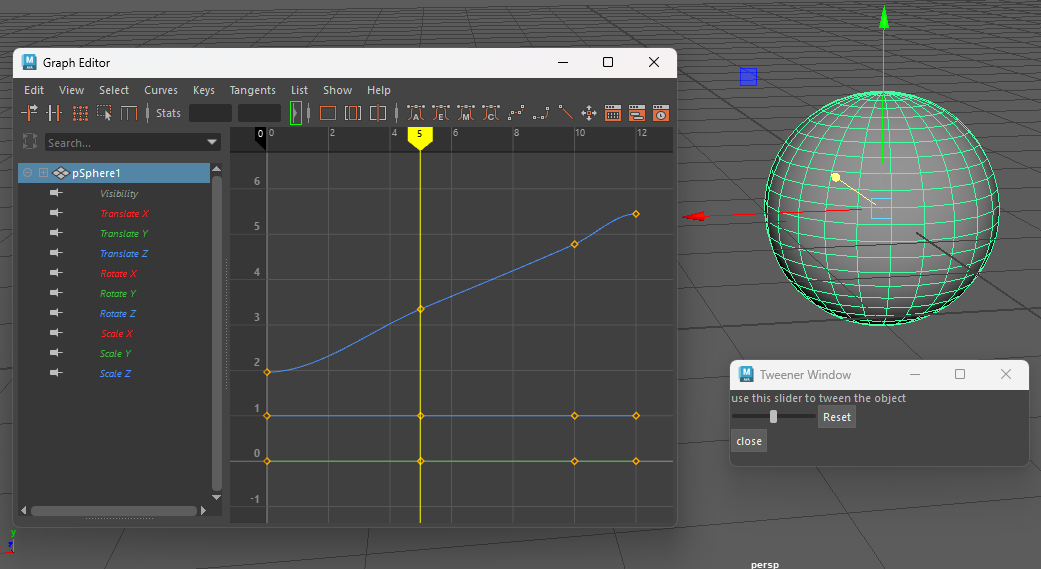 Graph Editor
Edit View Select Curves Keys Tangents List Show Help
Stats
Search...
0 0 2 4 5 6 8 10 12
pSphere1
Visibility
Translate X
Translate Y
Translate Z
Rotate X
Rotate Y
Rotate Z
Scale X
Scale Y
Scale Z
6
5
4
3
2
1
0
-1
Tweener Window
use this slider to tween the object
Reset
close
y
z
persp